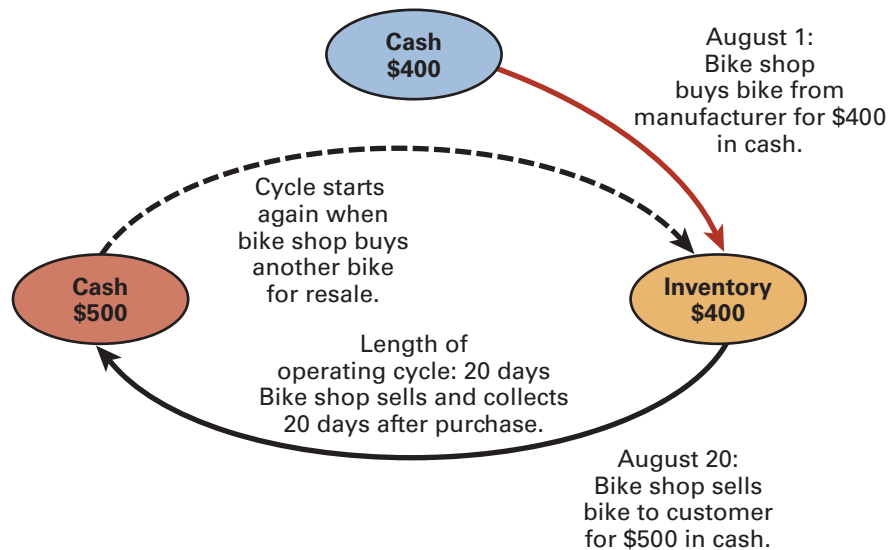 Cash
$400
August 1:
Bike shop
buys bike from
manufacturer for $400
in cash.
Cycle starts
again when
bike shop buys
another bike
for resale.
Cash
$500
Inventory
$400
Length of
operating cycle: 20 days
Bike shop sells and collects
20 days after purchase.
August 20:
Bike shop sells
bike to customer
for $500 in cash.